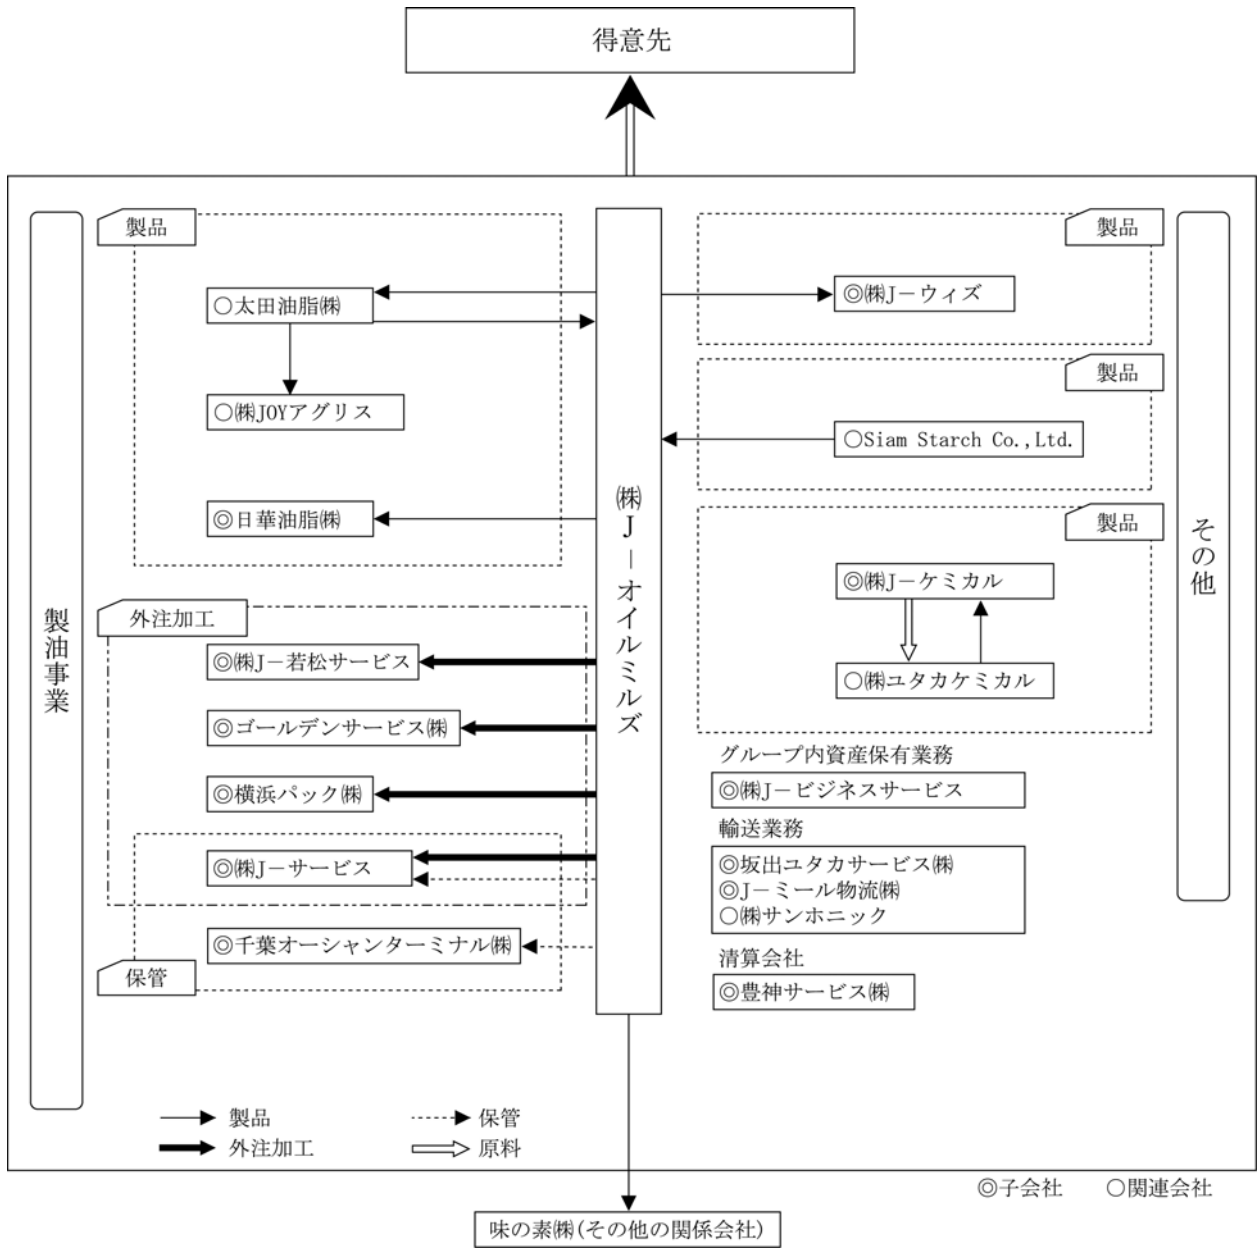 得意先
製油事業
製品
○太田油脂㈱
○㈱JOYアグリス
◎日華油脂㈱
外注加工
◎㈱J－若松サービス
◎ゴールデンサービス㈱
◎横浜パック㈱
◎㈱J－サービス
◎千葉オーシャンターミナル㈱
保管
㈱J－オイルミルズ
製品
◎㈱J－ウィズ
製品
○Siam Starch Co.,Ltd.
製品
◎㈱J－ケミカル
○㈱ユタカケミカル
グループ内資産保有業務
◎㈱J－ビジネスサービス
輸送業務
◎坂出ユタカサービス㈱
◎J－ミール物流㈱
○㈱サンホニック
清算会社
◎豊神サービス㈱
その他
製品
保管
外注加工
原料
◎子会社 ○関連会社
味の素㈱(その他の関係会社)